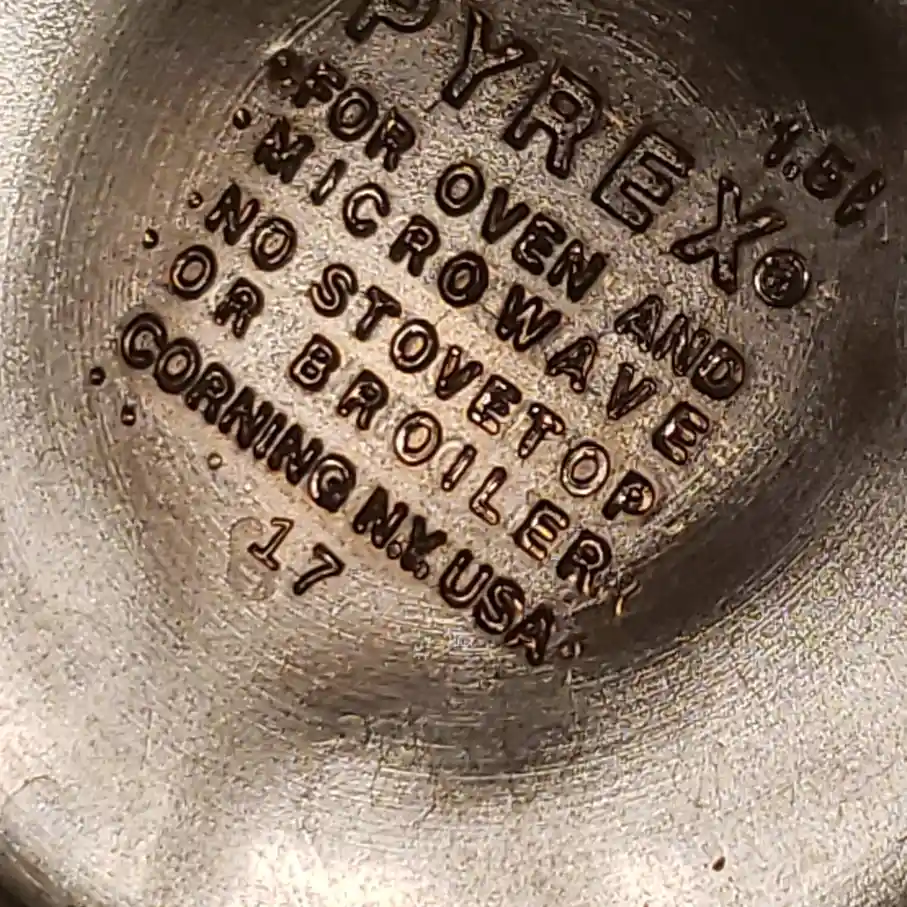 PYREX®
1.5l
FOR OVEN AND
MICROWAVE
NO STOVETOP
OR BROILER
CORNING N.Y. USA
17